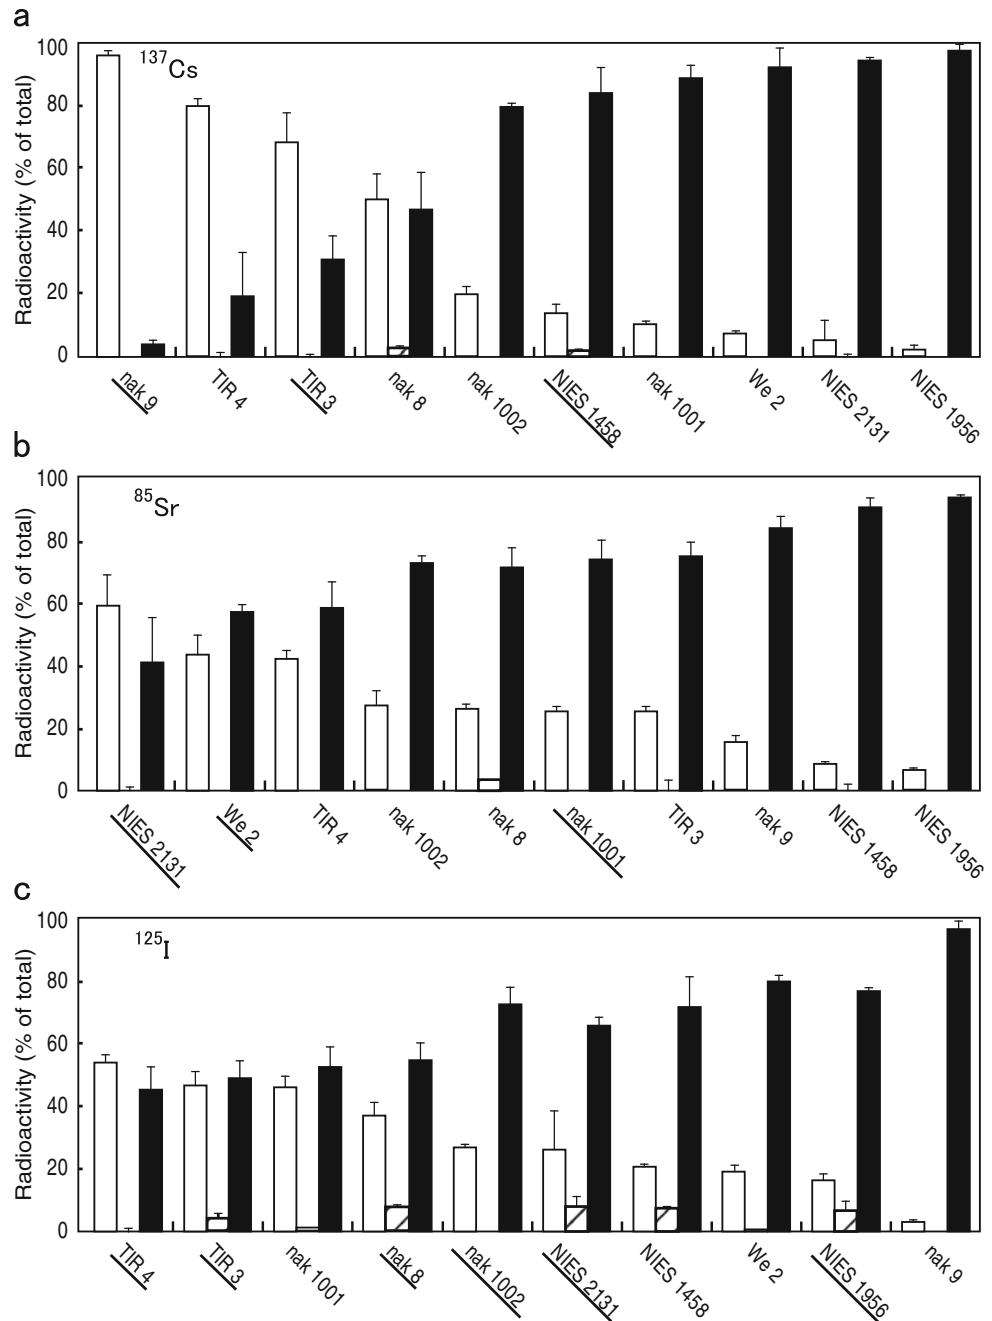 a
Radioactivity (% of total)
100
80
60
40
20
0
137Cs
nak 9
TIR 4
TIR 3
nak 8
nak 1002
NIES 1458
nak 1001
We 2
NIES 2131
NIES 1956
b
Radioactivity (% of total)
100
80
60
40
20
0
85Sr
NIES 2131
We 2
TIR 4
nak 1002
nak 8
nak 1001
TIR 3
nak 9
NIES 1458
NIES 1956
c
Radioactivity (% of total)
100
80
60
40
20
0
125I
TIR 4
TIR 3
nak 1001
nak 8
nak 1002
NIES 2131
NIES 1458
We 2
NIES 1956
nak 9